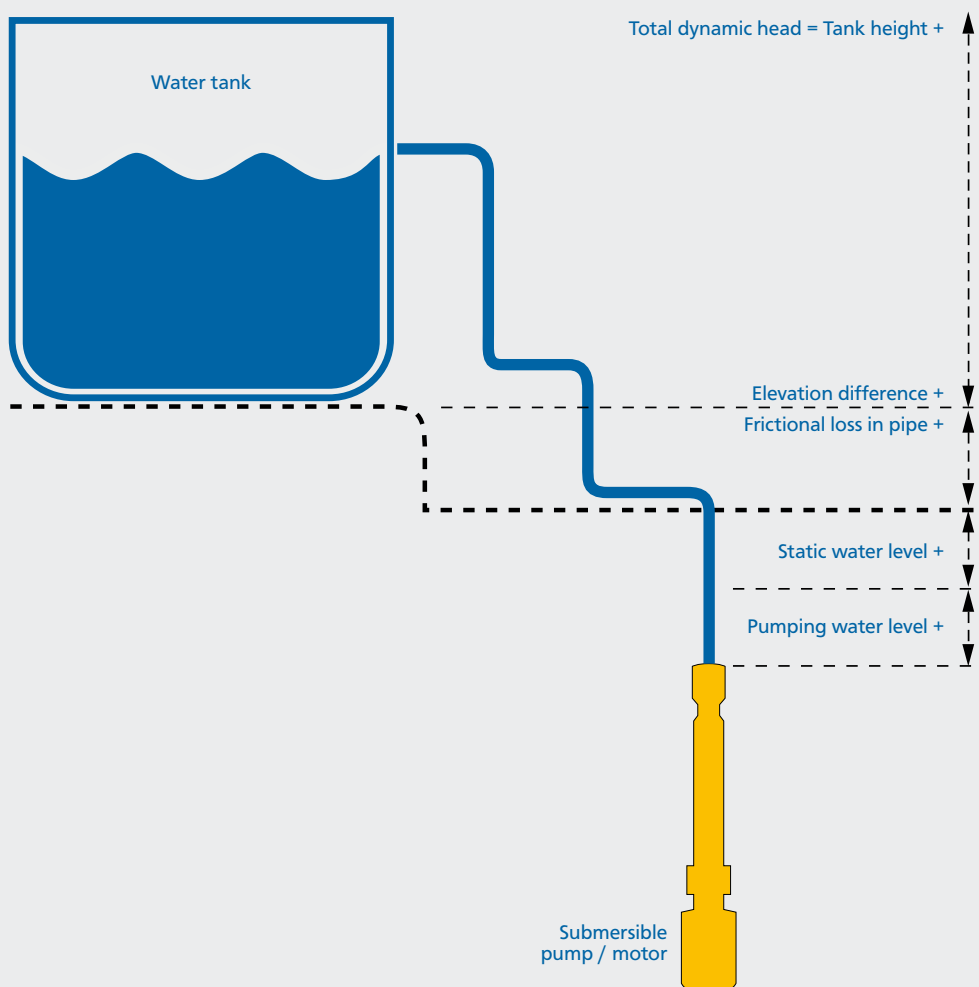 Total dynamic head = Tank height +
Water tank
Elevation difference +
Frictional loss in pipe +
Static water level +
Pumping water level +
Submersible
pump / motor